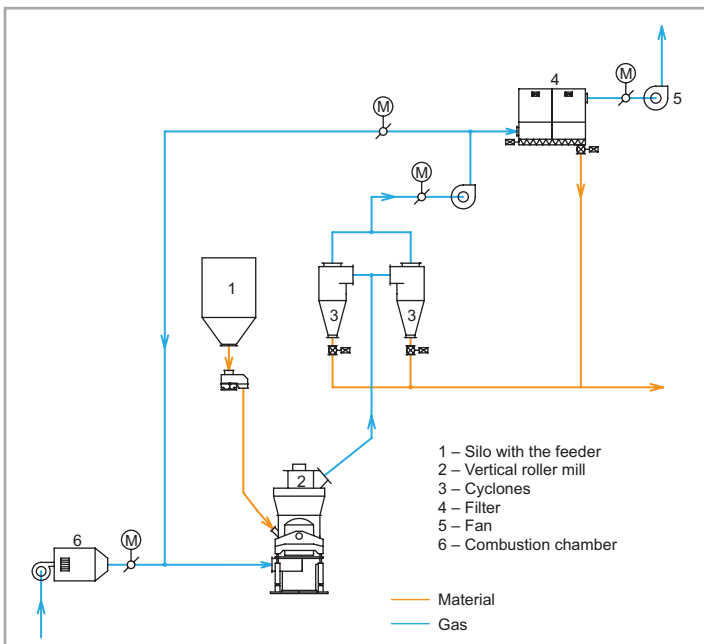 4
M
5
M
M
1
3
3
2
1 – Silo with the feeder
2 – Vertical roller mill
3 – Cyclones
4 – Filter
5 – Fan
6 – Combustion chamber
6
M
Material
Gas